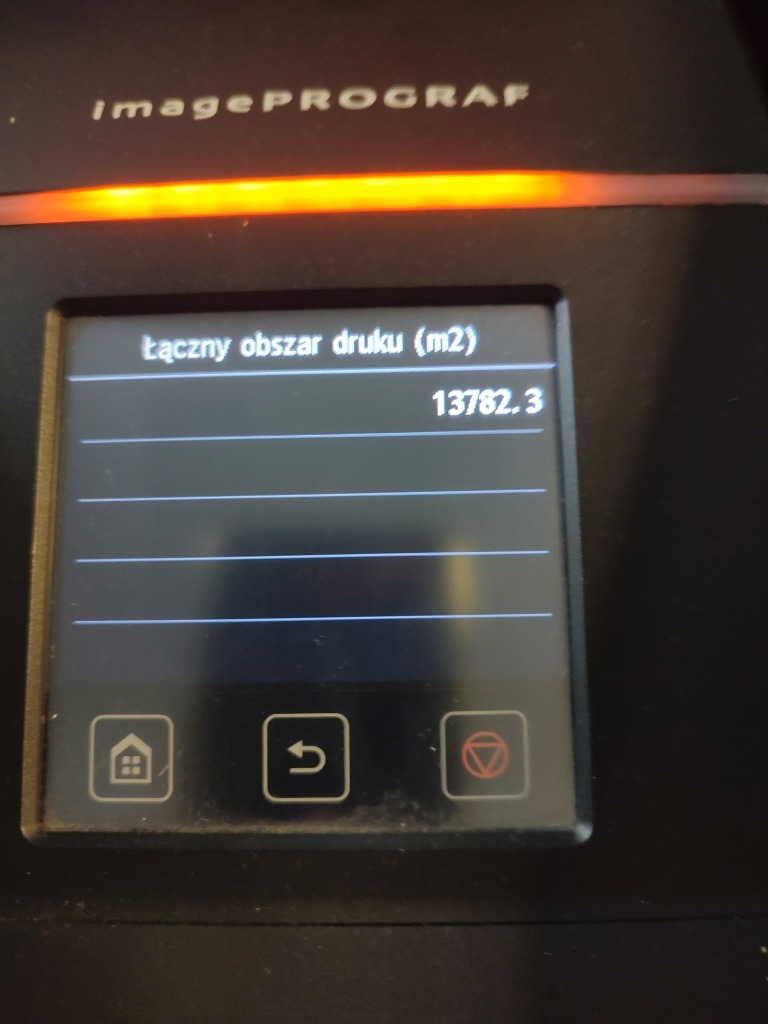 imagePROGRAF
Łączny obszar druku (m2)
13782.3